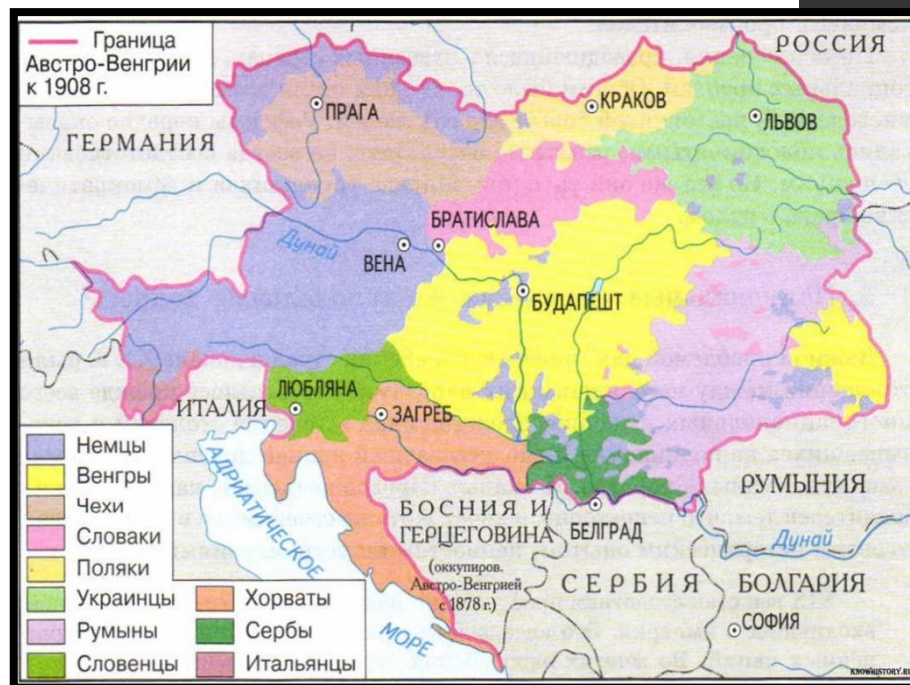 Граница
Австро-Венгрии
к 1908 г.
РОССИЯ
ГЕРМАНИЯ
ПРАГА
КРАКОВ
ЛЬВОВ
БРАТИСЛАВА
Дунай
ВЕНА
БУДАПЕШТ
ЛЮБЛЯНА
ИТАЛИЯ
ЗАГРЕБ
АДРИАТИЧЕСКОЕ
МОРЕ
БОСНИЯ И
ГЕРЦЕГОВИНА
(оккупиров.
Австро-Венгрией
с 1878 г.)
БЕЛГРАД
РУМЫНИЯ
Дунай
СЕРБИЯ
БОЛГАРИЯ
СОФИЯ
Немцы
Венгры
Чехи
Словаки
Поляки
Украинцы
Румыны
Словенцы
Хорваты
Сербы
Итальянцы
KNOWHISTORY.RU